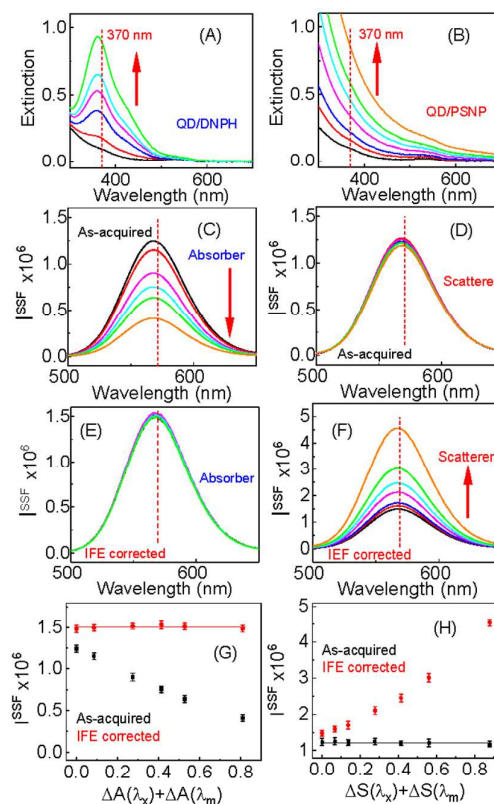 (A)
370 nm
QD/DNPH
Extinction
1.0
0.5
0.0
400
600
Wavelength (nm)
(B)
370 nm
QD/PSNP
Extinction
1.0
0.5
0.0
400
600
Wavelength (nm)
(C)
As-acquired
Absorber
I^SSF x10^6
1.5
1.0
0.5
0
500
600
Wavelength (nm)
(D)
Scatterer
As-acquired
I^SSF x10^6
1.5
1.0
0.5
0
500
600
Wavelength (nm)
(E)
Absorber
IFE corrected
I^SSF x10^6
1.5
1.0
0.5
0
500
600
Wavelength (nm)
(F)
Scatterer
IEF corrected
I^SSF x10^6
5
4
3
2
1
0
500
600
Wavelength (nm)
(G)
As-acquired
IFE corrected
I^SSF x10^6
1.5
1.0
0.5
0
0.0 0.2 0.4 0.6 0.8
ΔA(λx)+ΔA(λm)
(H)
As-acquired
IFE corrected
I^SSF x10^6
5
4
3
2
1
0.0 0.2 0.4 0.6 0.8
ΔS(λx)+ΔS(λm)